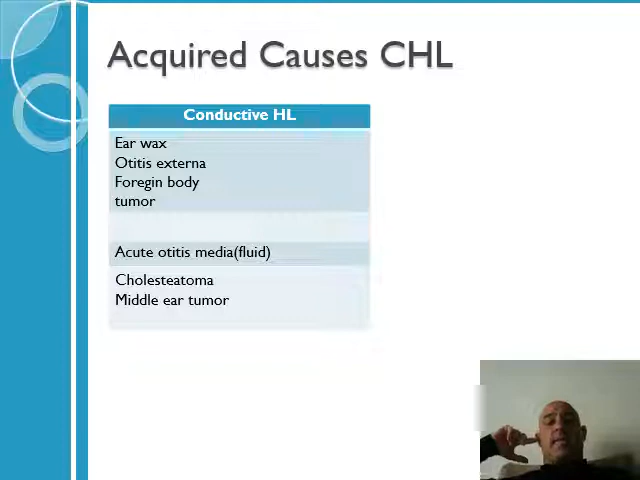 Acquired Causes CHL
Conductive HL
Ear wax
Otitis externa
Foregin body
tumor
Acute otitis media(fluid)
Cholesteatoma
Middle ear tumor